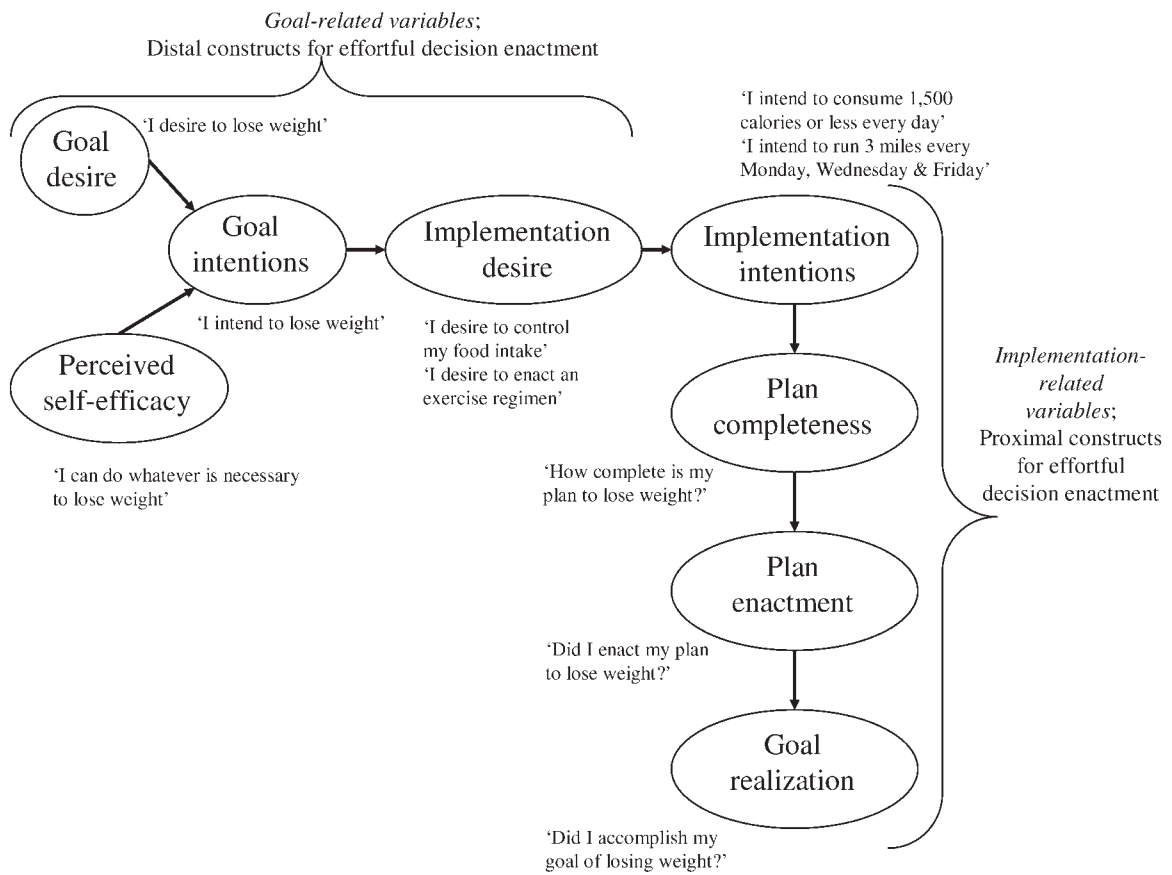 Goal-related variables;
Distal constructs for effortful decision enactment
‘I desire to lose weight’
Goal
desire
‘I intend to consume 1,500
calories or less every day’
‘I intend to run 3 miles every
Monday, Wednesday & Friday’
Goal
intentions
Implementation
desire
Implementation
intentions
‘I intend to lose weight’
‘I desire to control
my food intake’
‘I desire to enact an
exercise regimen’
Perceived
self-efficacy
‘I can do whatever is necessary
to lose weight’
Plan
completeness
‘How complete is my
plan to lose weight?’
Implementation-
related
variables;
Proximal constructs
for effortful
decision enactment
Plan
enactment
‘Did I enact my plan
to lose weight?’
Goal
realization
‘Did I accomplish my
goal of losing weight?’